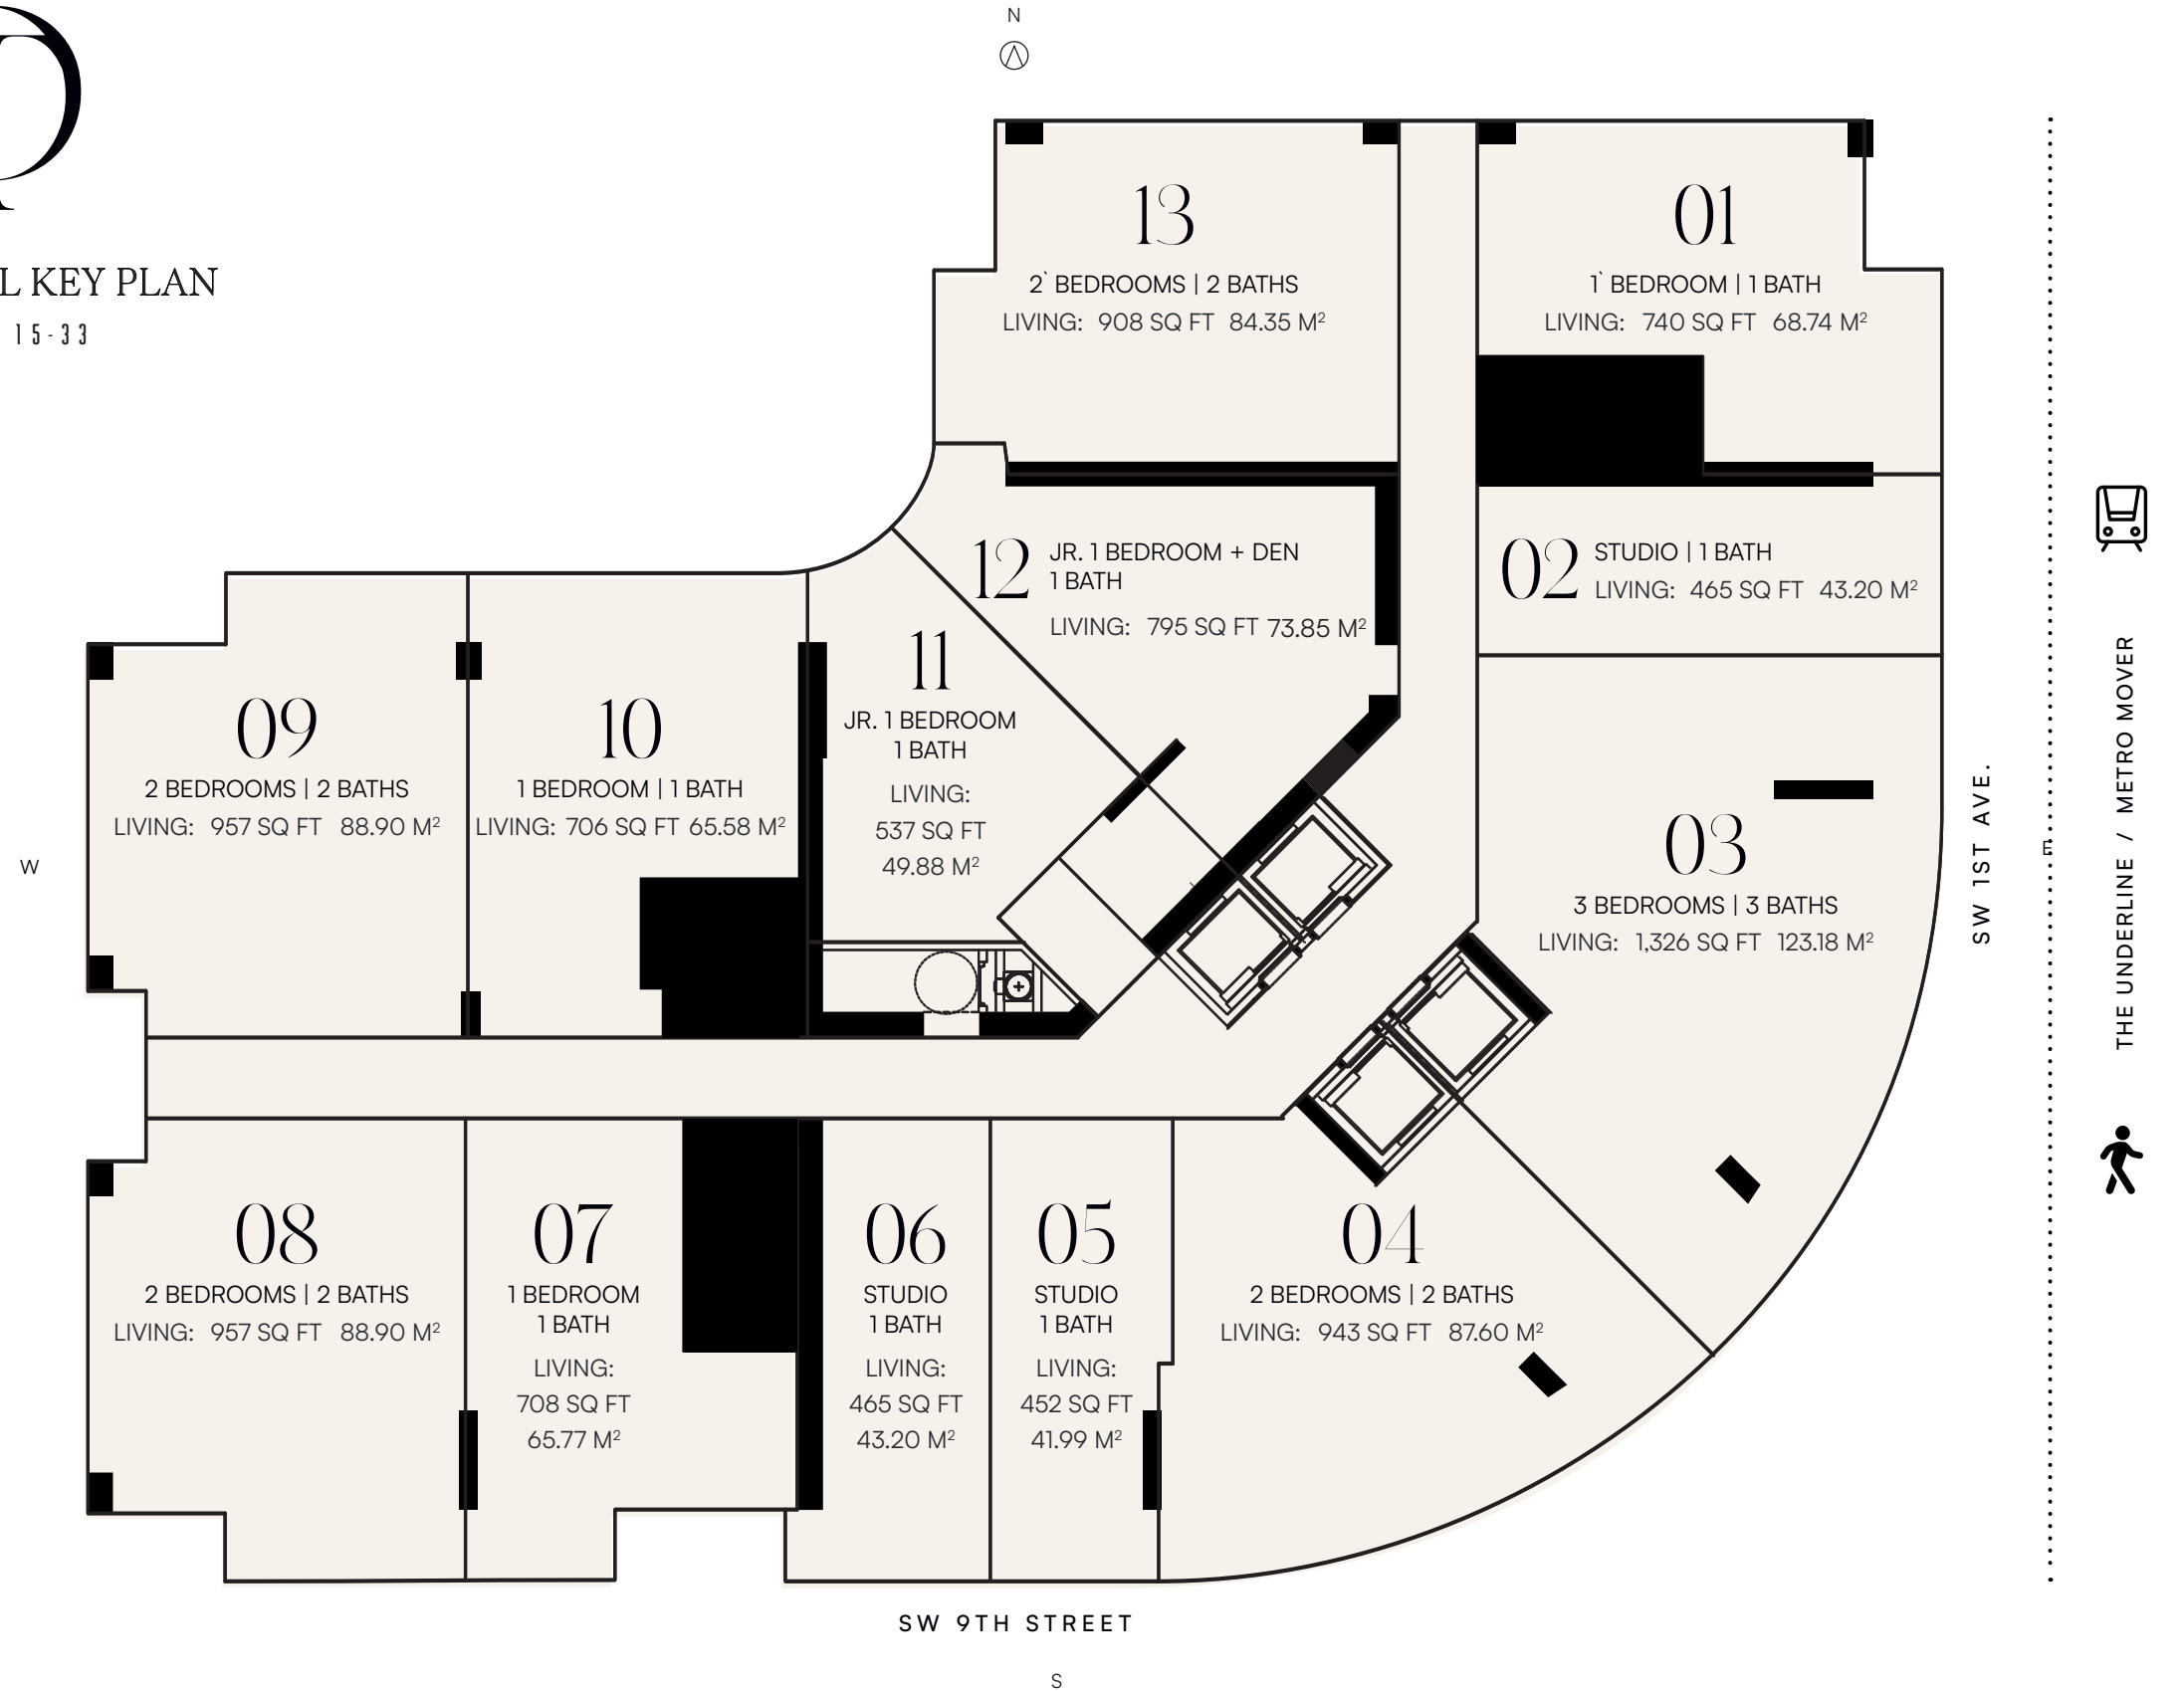 N
L KEY PLAN
15-33
13
2` BEDROOMS | 2 BATHS
LIVING: 908 SQ FT 84.35 M²
01
1` BEDROOM | 1 BATH
LIVING: 740 SQ FT 68.74 M²
12
JR. 1 BEDROOM + DEN
1 BATH
LIVING: 795 SQ FT 73.85 M²
02
STUDIO | 1 BATH
LIVING: 465 SQ FT 43.20 M²
09
2 BEDROOMS | 2 BATHS
LIVING: 957 SQ FT 88.90 M²
10
1 BEDROOM | 1 BATH
LIVING: 706 SQ FT 65.58 M²
11
JR. 1 BEDROOM
1 BATH
LIVING:
537 SQ FT
49.88 M²
03
3 BEDROOMS | 3 BATHS
LIVING: 1,326 SQ FT 123.18 M²
W
SW 1ST AVE.
E
THE UNDERLINE / METRO MOVER
08
2 BEDROOMS | 2 BATHS
LIVING: 957 SQ FT 88.90 M²
07
1 BEDROOM
1 BATH
LIVING:
708 SQ FT
65.77 M²
06
STUDIO
1 BATH
LIVING:
465 SQ FT
43.20 M²
05
STUDIO
1 BATH
LIVING:
452 SQ FT
41.99 M²
04
2 BEDROOMS | 2 BATHS
LIVING: 943 SQ FT 87.60 M²
SW 9TH STREET
S